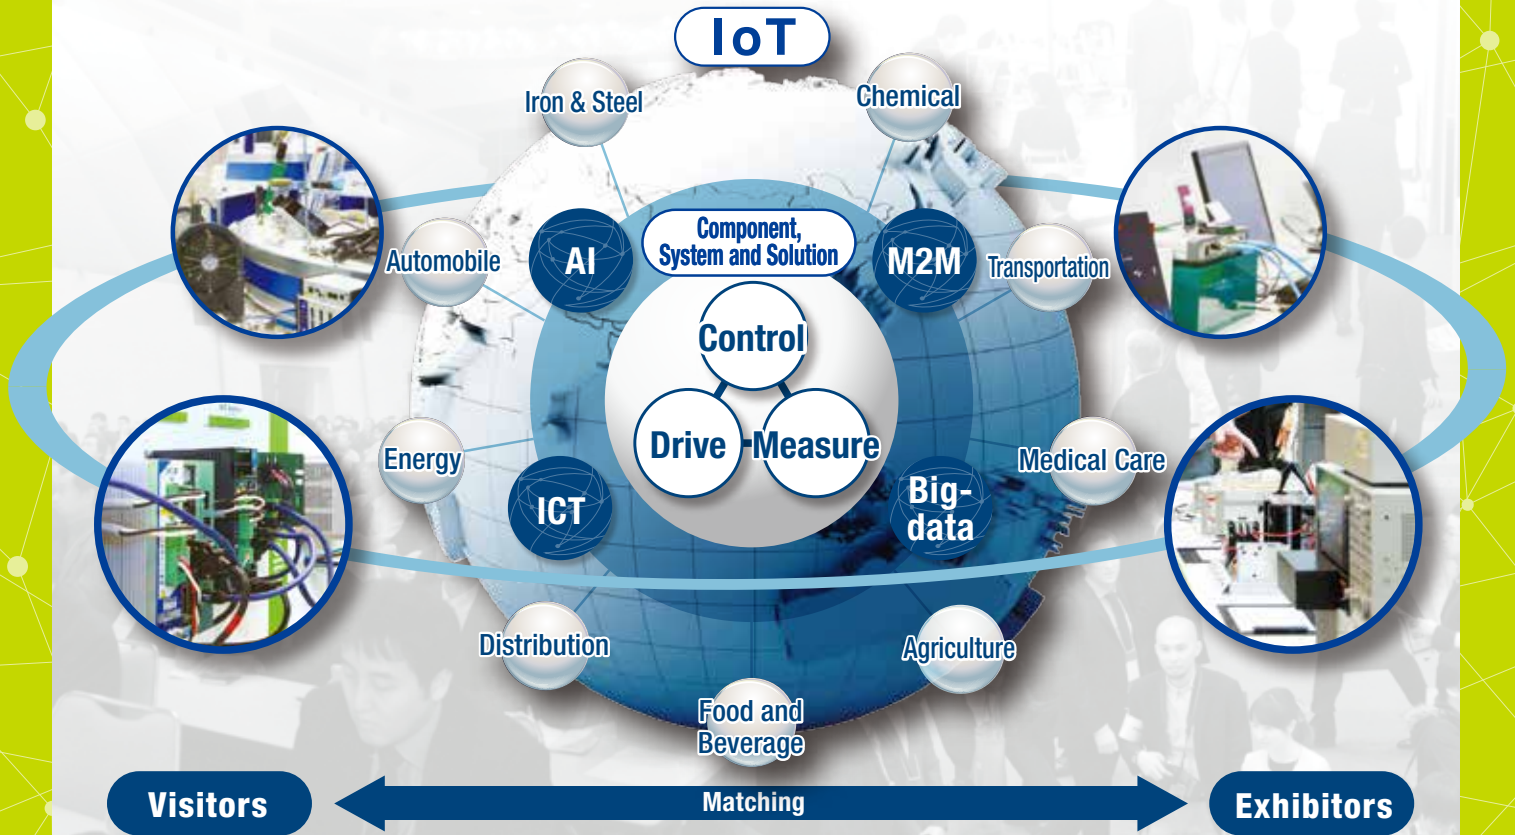 IoT
Iron & Steel
Chemical
Component,
System and Solution
Automobile
AI
M2M
Transportation
Control
Drive
Measure
Energy
Medical Care
ICT
Big-
data
Distribution
Agriculture
Food and
Beverage
Visitors
Matching
Exhibitors